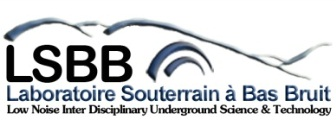 LSBB
Laboratoire Souterrain à Bas Bruit
Low Noise Inter Disciplinary Underground Science & Technology